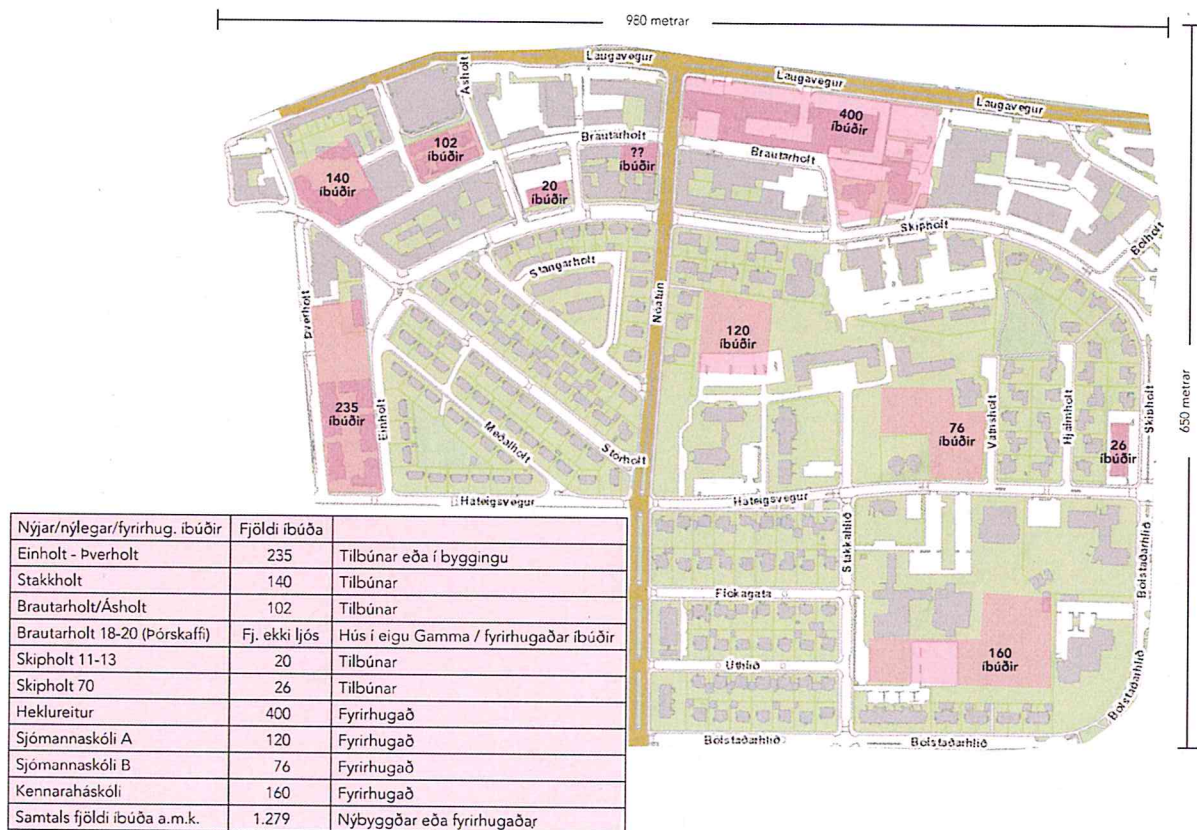 980 metrar
Laugavegur
Laugavegur
Laugavegur
Ásholt
Brautarholt
Brautarholt
400
íbúðir
102
íbúðir
??
íbúðir
140
íbúðir
20
íbúðir
Skipholt
Bolholt
Stangarholt
Þverholt
Nóatún
120
íbúðir
650 metrar
235
íbúðir
Einholt
Meðalholt
Stórholt
76
íbúðir
Vatnsholt
Hjálmholt
26
íbúðir
Skipholt
Háteigsvegur
Háteigsvegur
Stakkahlíð
Bólstaðarhlíð
Flókagata
Úthlíð
160
íbúðir
Bólstaðarhlíð
Bólstaðarhlíð
Bólstaðarhlíð
Nýjar/nýlegar/fyrirhug. íbúðir Fjöldi íbúða
Einholt - Þverholt 235 Tilbúnar eða í byggingu
Stakkholt 140 Tilbúnar
Brautarholt/Ásholt 102 Tilbúnar
Brautarholt 18-20 (Þórskaffi) Fj. ekki ljós Hús í eigu Gamma / fyrirhugaðar íbúðir
Skipholt 11-13 20 Tilbúnar
Skipholt 70 26 Tilbúnar
Heklureitur 400 Fyrirhugað
Sjómannaskóli A 120 Fyrirhugað
Sjómannaskóli B 76 Fyrirhugað
Kennaraháskóli 160 Fyrirhugað
Samtals fjöldi íbúða a.m.k. 1.279 Nýbyggðar eða fyrirhugaðar